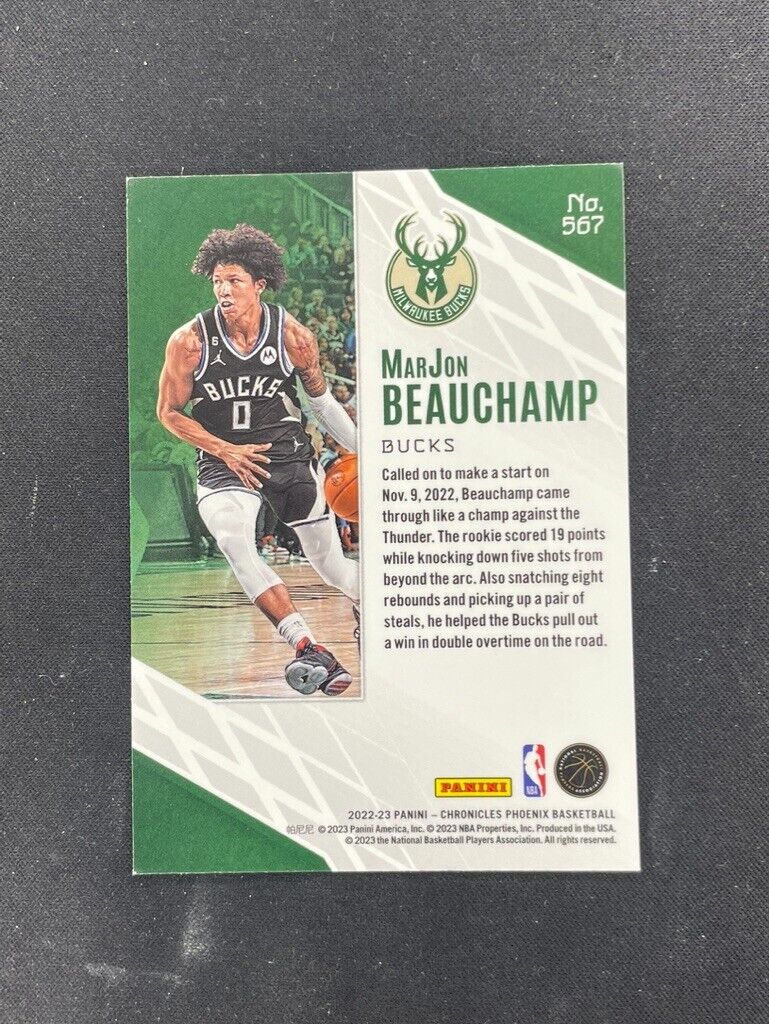 No.
567
MILWAUKEE BUCKS
6
BUCKS
0
MARJON
BEAUCHAMP
BUCKS
Called on to make a start on
Nov. 9, 2022, Beauchamp came
through like a champ against the
Thunder. The rookie scored 19 points
while knocking down five shots from
beyond the arc. Also snatching eight
rebounds and picking up a pair of
steals, he helped the Bucks pull out
a win in double overtime on the road.
PANINI
NBA
NATIONAL BASKETBALL PLAYERS ASSOCIATION
2022-23 PANINI – CHRONICLES PHOENIX BASKETBALL
帕尼尼 © 2023 Panini America, Inc. © 2023 NBA Properties, Inc. Produced in the USA.
© 2023 the National Basketball Players Association. All rights reserved.